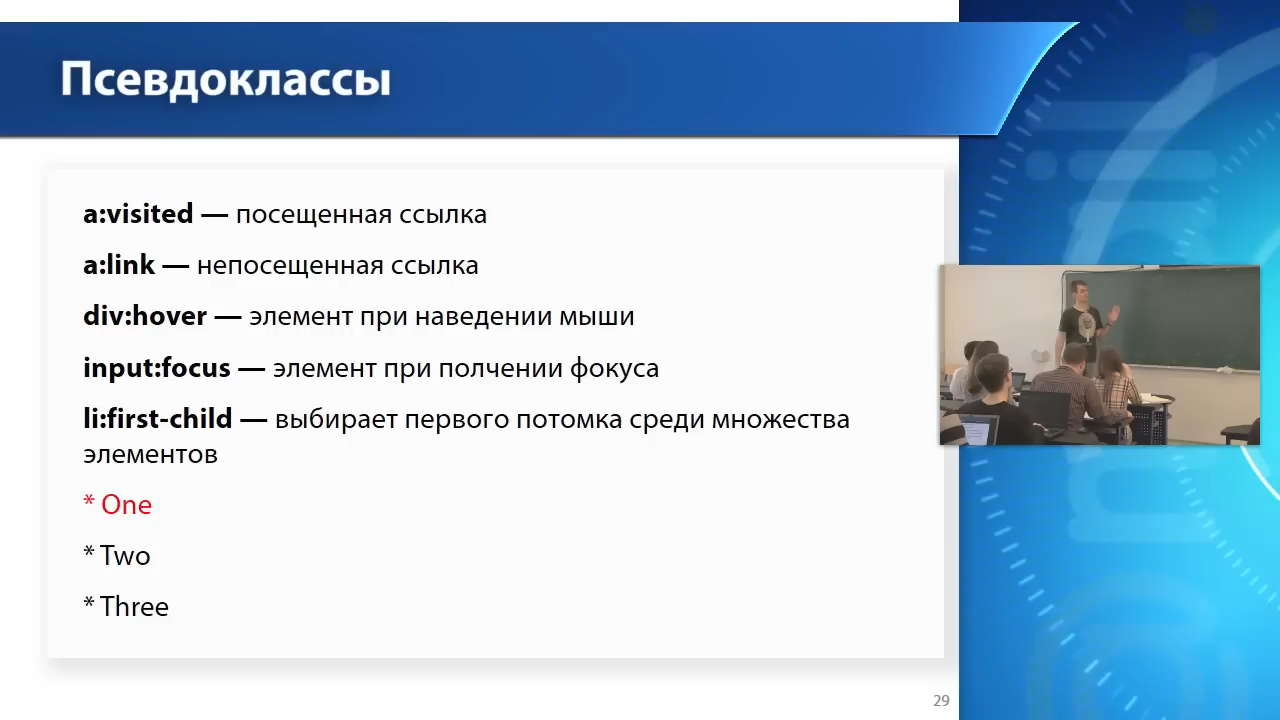 Псевдоклассы
a:visited — посещенная ссылка
a:link — непосещенная ссылка
div:hover — элемент при наведении мыши
input:focus — элемент при полчении фокуса
li:first-child — выбирает первого потомка среди множества
элементов
* One
* Two
* Three
29